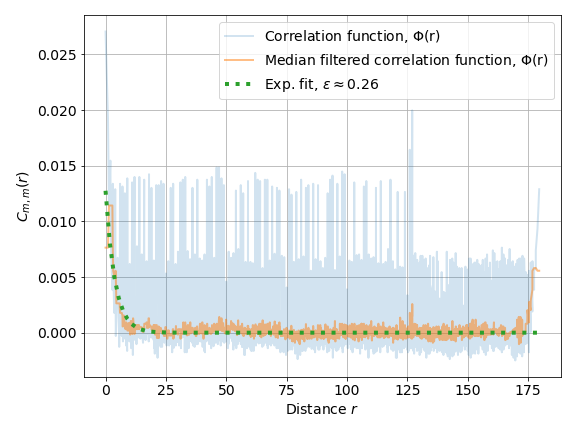 Correlation function, Φ(r)
Median filtered correlation function, Φ(r)
Exp. fit, ε ≈ 0.26
C_{m,m}(r)
0.025
0.020
0.015
0.010
0.005
0.000
0 25 50 75 100 125 150 175
Distance r